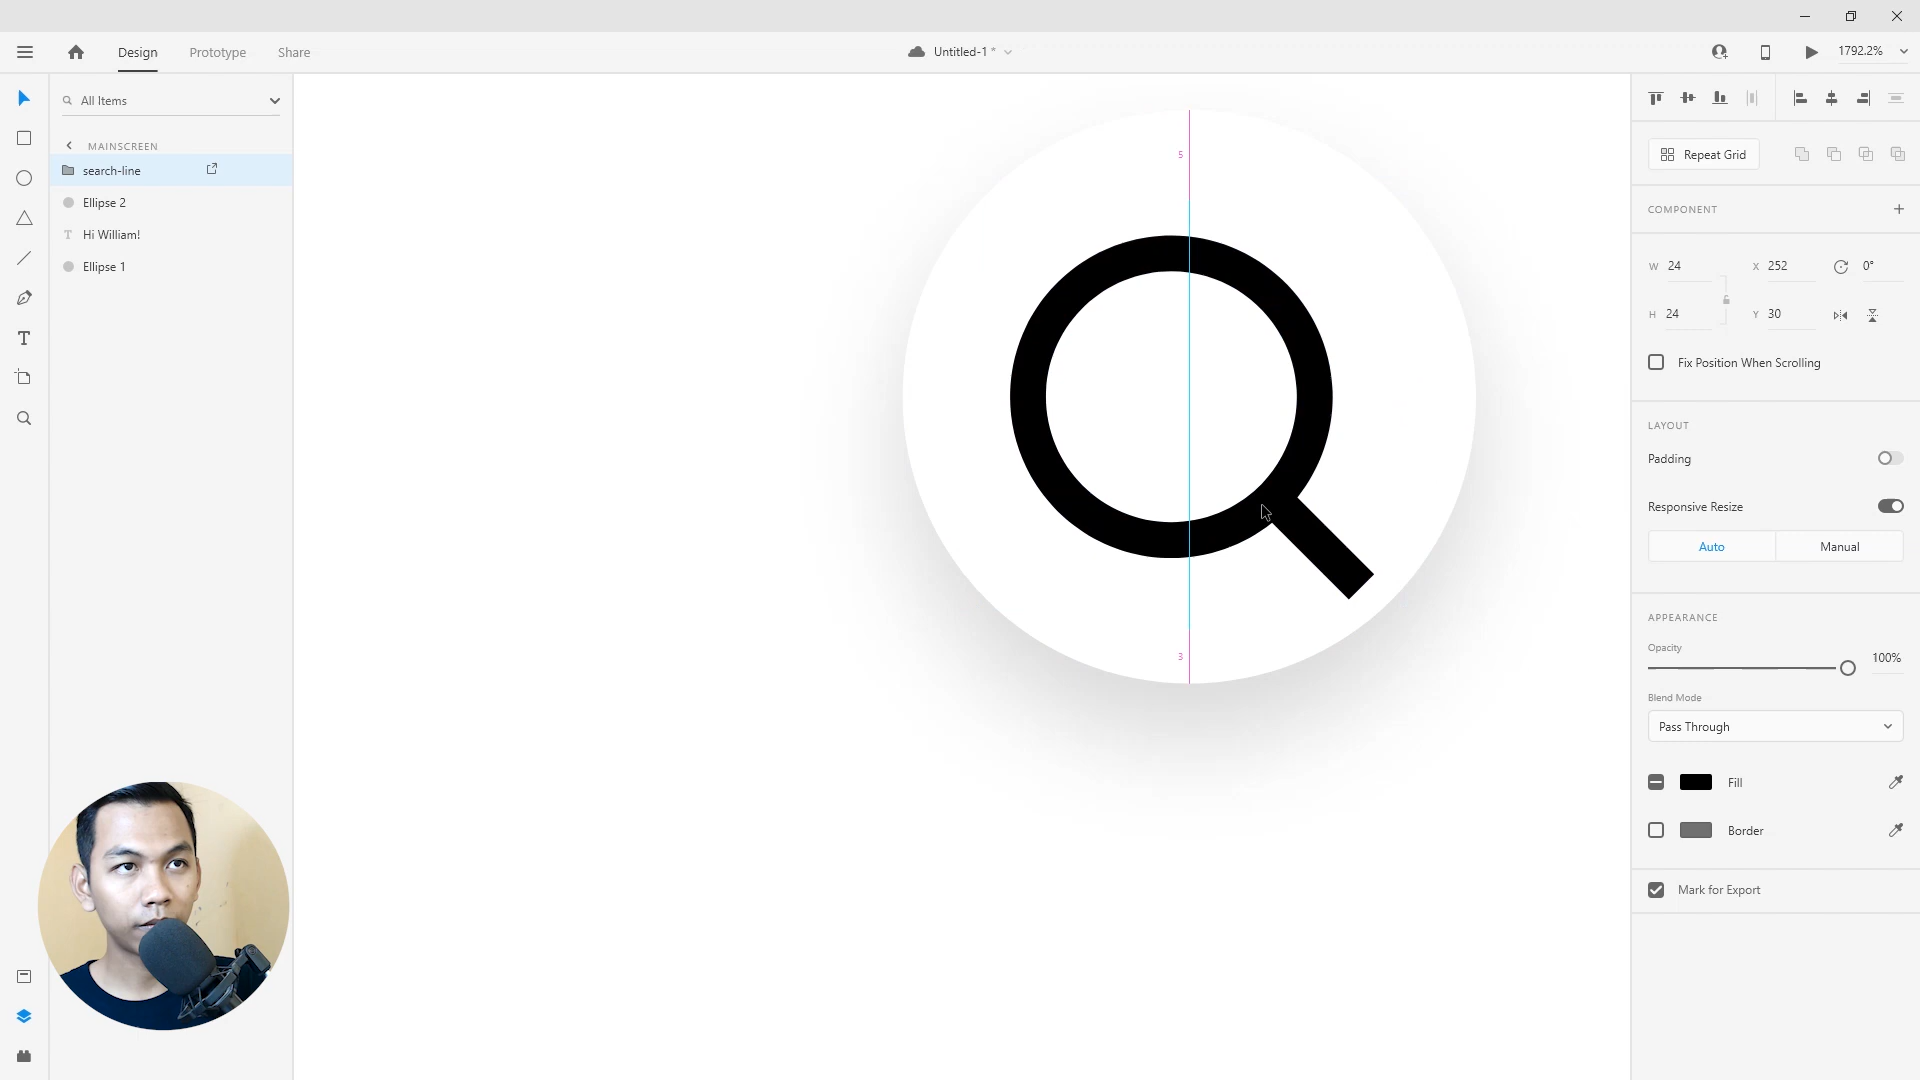 Design
Prototype
Share
Untitled-1 *
1792.2%
All Items
MAINSCREEN
search-line
Ellipse 2
T Hi William!
Ellipse 1
5
3
Repeat Grid
COMPONENT
W 24
X 252
0°
H 24
Y 30
Fix Position When Scrolling
LAYOUT
Padding
Responsive Resize
Auto
Manual
APPEARANCE
Opacity
100%
Blend Mode
Pass Through
Fill
Border
Mark for Export